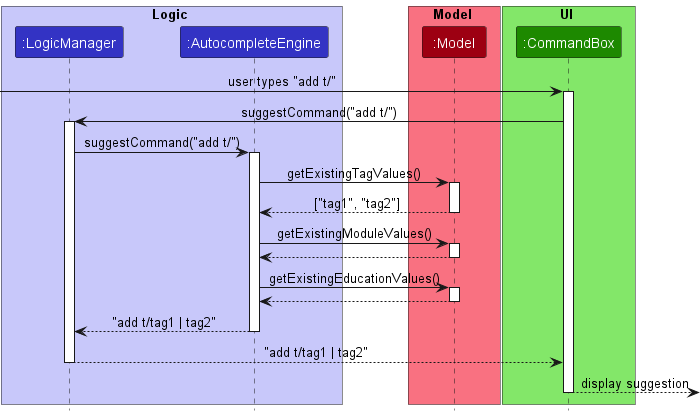 Logic
Model
UI
:LogicManager
:AutocompleteEngine
:Model
:CommandBox
user types "add t/"
suggestCommand("add t/")
suggestCommand("add t/")
getExistingTagValues()
["tag1", "tag2"]
getExistingModuleValues()
getExistingEducationValues()
"add t/tag1 | tag2"
"add t/tag1 | tag2"
display suggestion